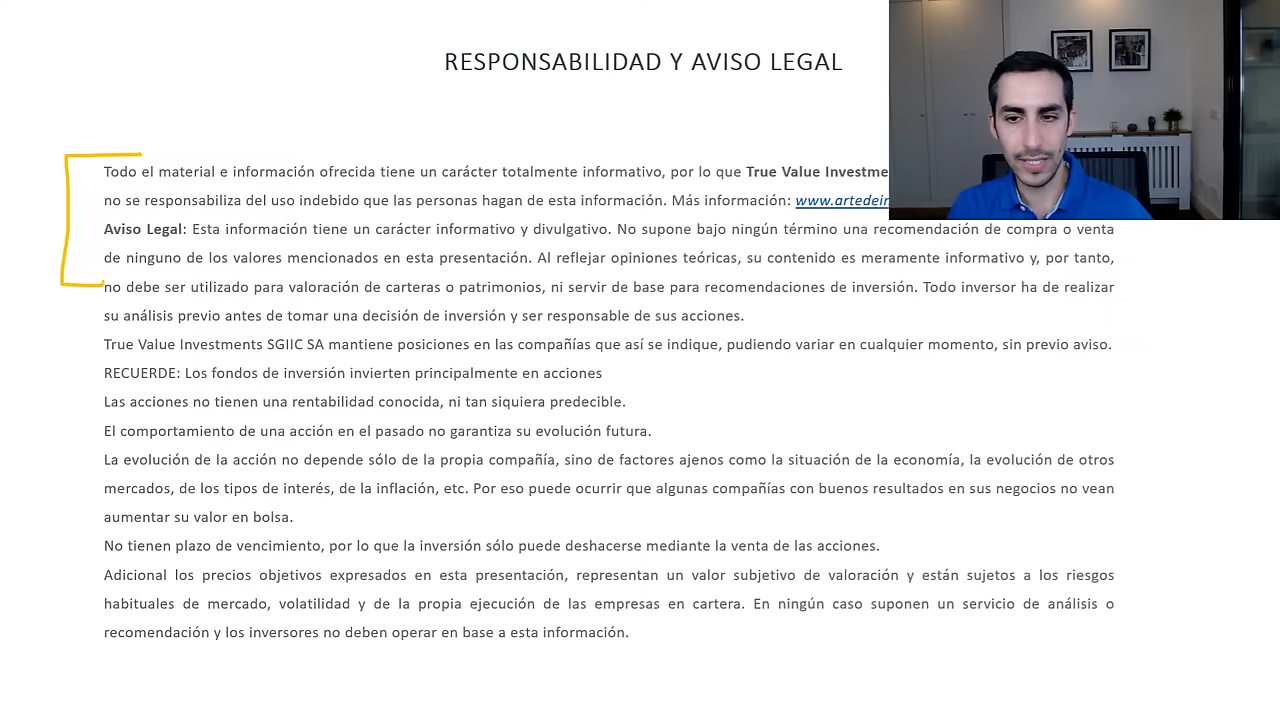 RESPONSABILIDAD Y AVISO LEGAL
Todo el material e información ofrecida tiene un carácter totalmente informativo, por lo que True Value
no se responsabiliza del uso indebido que las personas hagan de esta información. Más información:
Aviso Legal: Esta información tiene un carácter informativo y divulgativo. No supone bajo ningún término una recomendación de compra o venta
de ninguno de los valores mencionados en esta presentación. Al reflejar opiniones teóricas, su contenido es meramente informativo y, por tanto,
no debe ser utilizado para valoración de carteras o patrimonios, ni servir de base para recomendaciones de inversión. Todo inversor ha de realizar
su análisis previo antes de tomar una decisión de inversión y ser responsable de sus acciones.
True Value Investments SGIIC SA mantiene posiciones en las compañías que así se indique, pudiendo variar en cualquier momento, sin previo aviso.
RECUERDE: Los fondos de inversión invierten principalmente en acciones
Las acciones no tienen una rentabilidad conocida, ni tan siquiera predecible.
El comportamiento de una acción en el pasado no garantiza su evolución futura.
La evolución de la acción no depende sólo de la propia compañía, sino de factores ajenos como la situación de la economía, la evolución de otros
mercados, de los tipos de interés, de la inflación, etc. Por eso puede ocurrir que algunas compañías con buenos resultados en sus negocios no vean
aumentar su valor en bolsa.
No tienen plazo de vencimiento, por lo que la inversión sólo puede deshacerse mediante la venta de las acciones.
Adicional los precios objetivos expresados en esta presentación, representan un valor subjetivo de valoración y están sujetos a los riesgos
habituales de mercado, volatilidad y de la propia ejecución de las empresas en cartera. En ningún caso suponen un servicio de análisis o
recomendación y los inversores no deben operar en base a esta información.